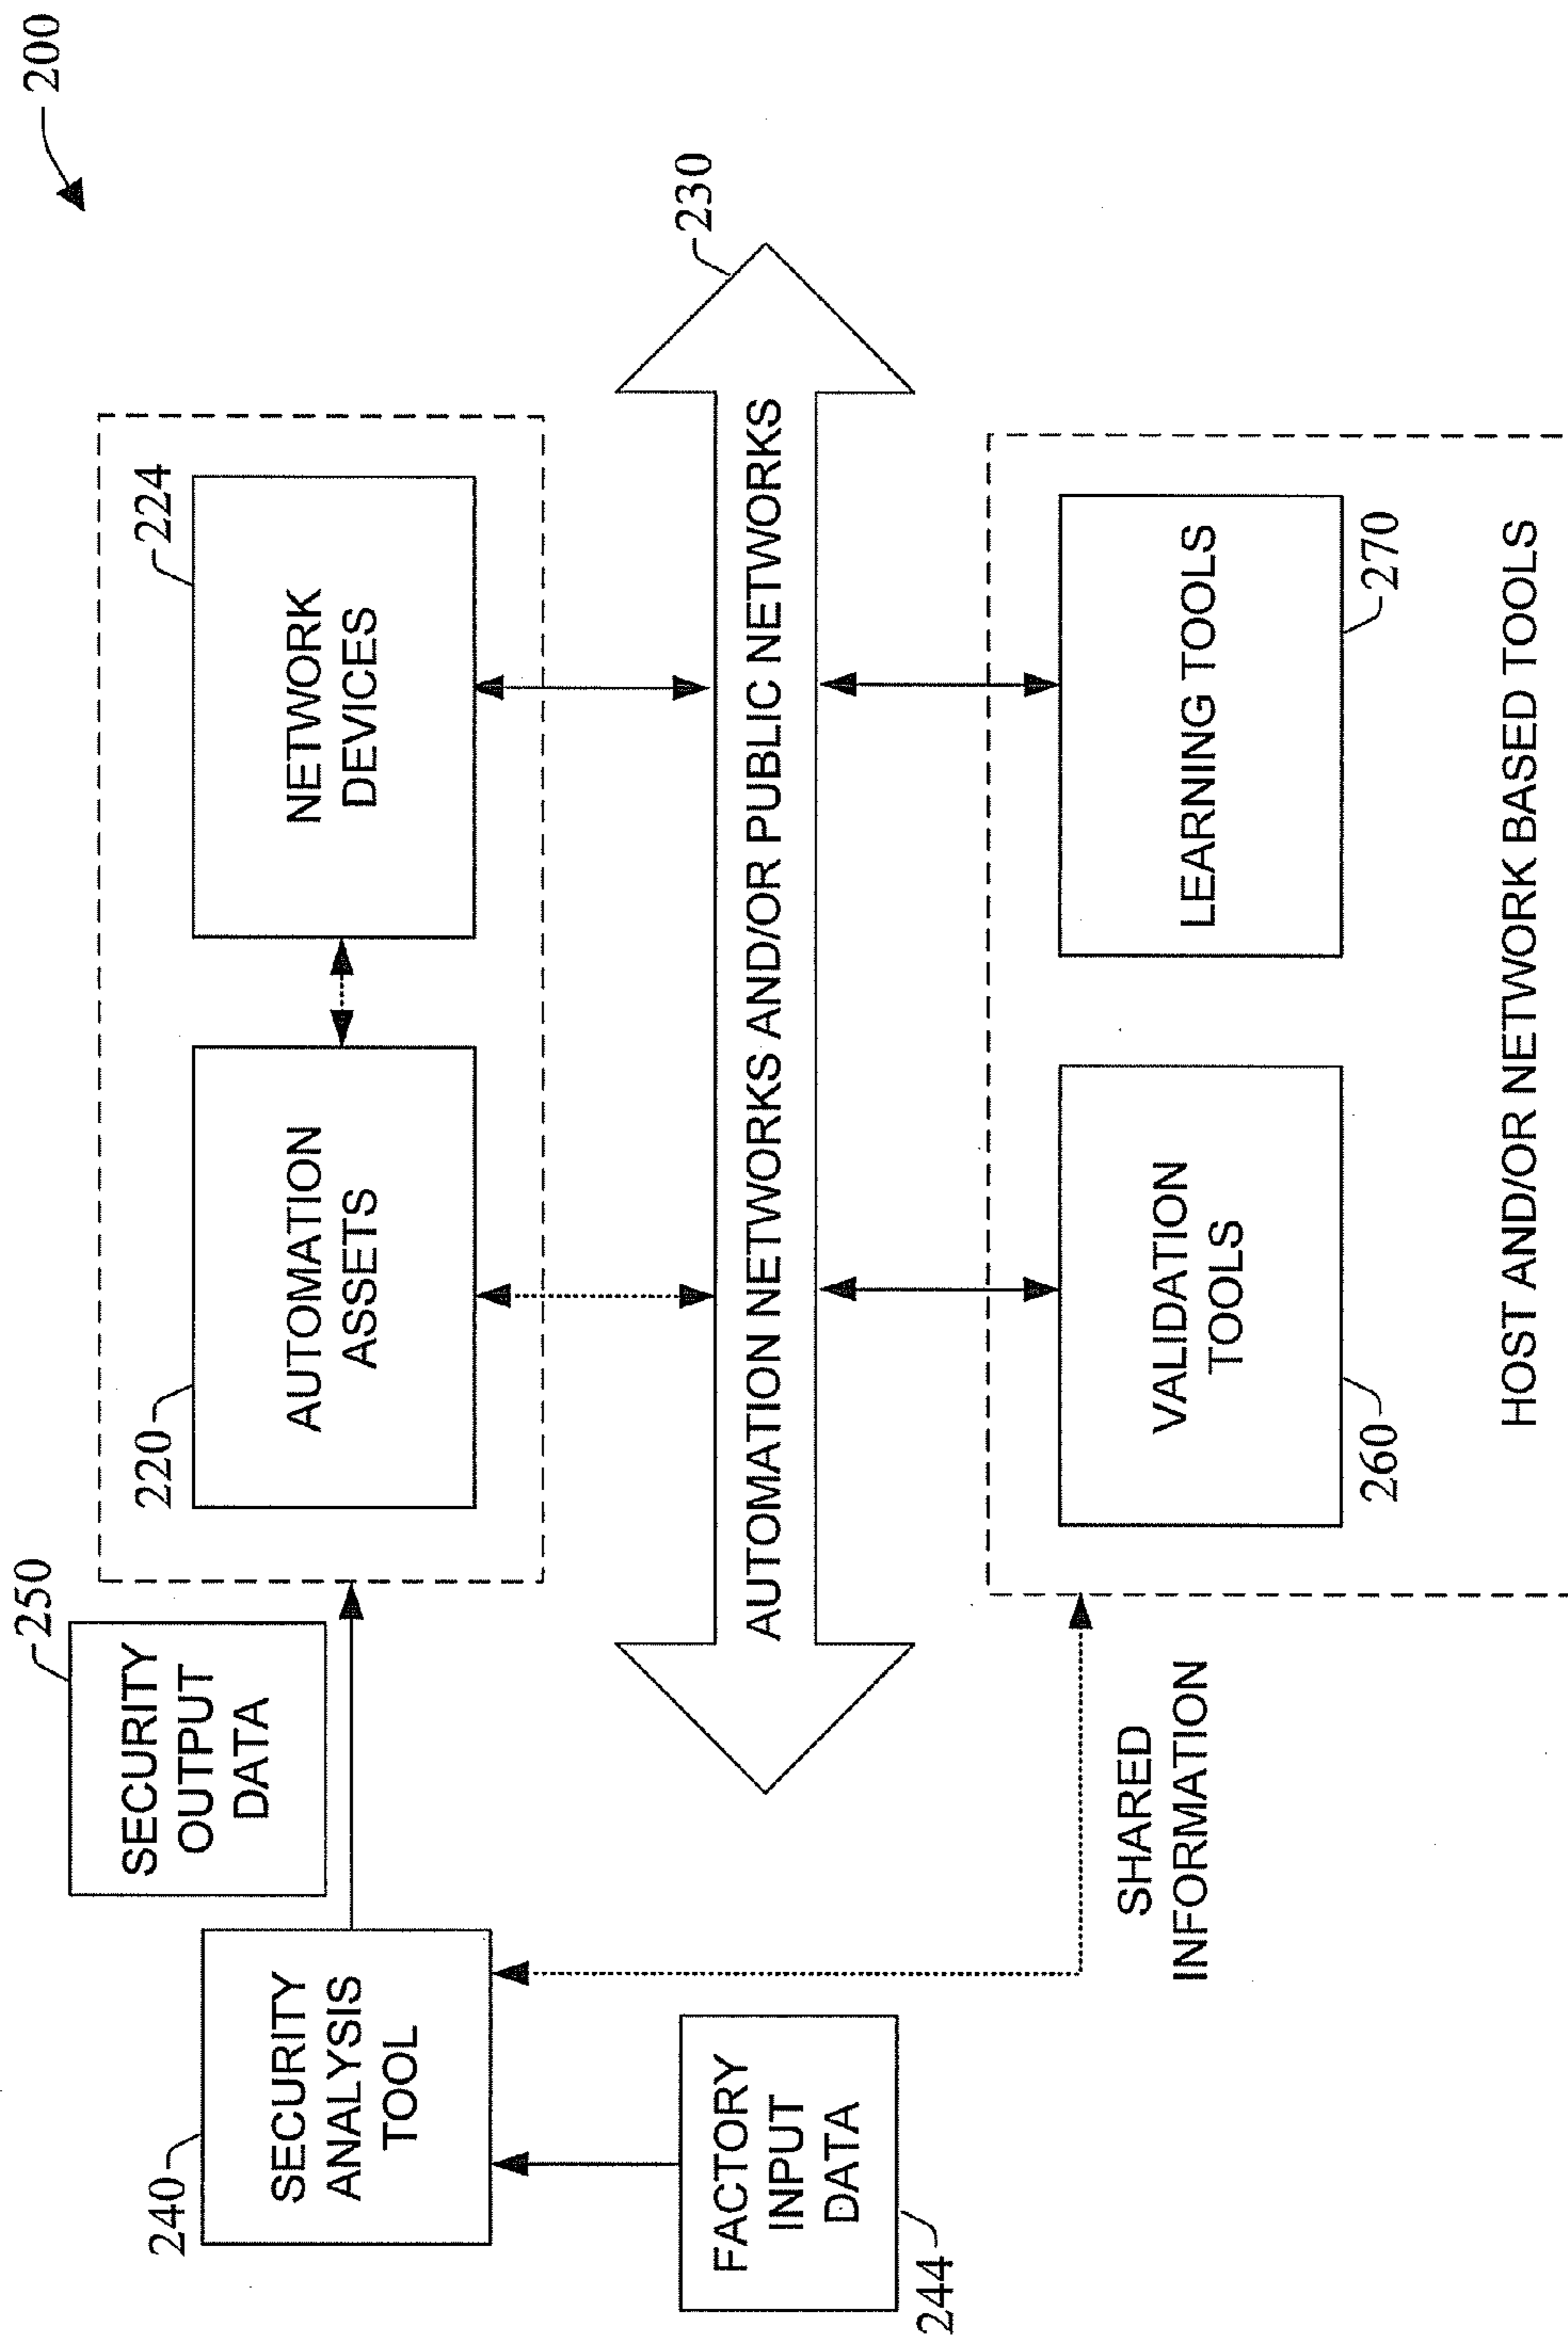 200
250
SECURITY
OUTPUT
DATA
220
AUTOMATION
ASSETS
224
NETWORK
DEVICES
240
SECURITY
ANALYSIS
TOOL
230
AUTOMATION NETWORKS AND/OR PUBLIC NETWORKS
FACTORY
INPUT
DATA
244
SHARED
INFORMATION
VALIDATION
TOOLS
260
LEARNING TOOLS
270
HOST AND/OR NETWORK BASED TOOLS